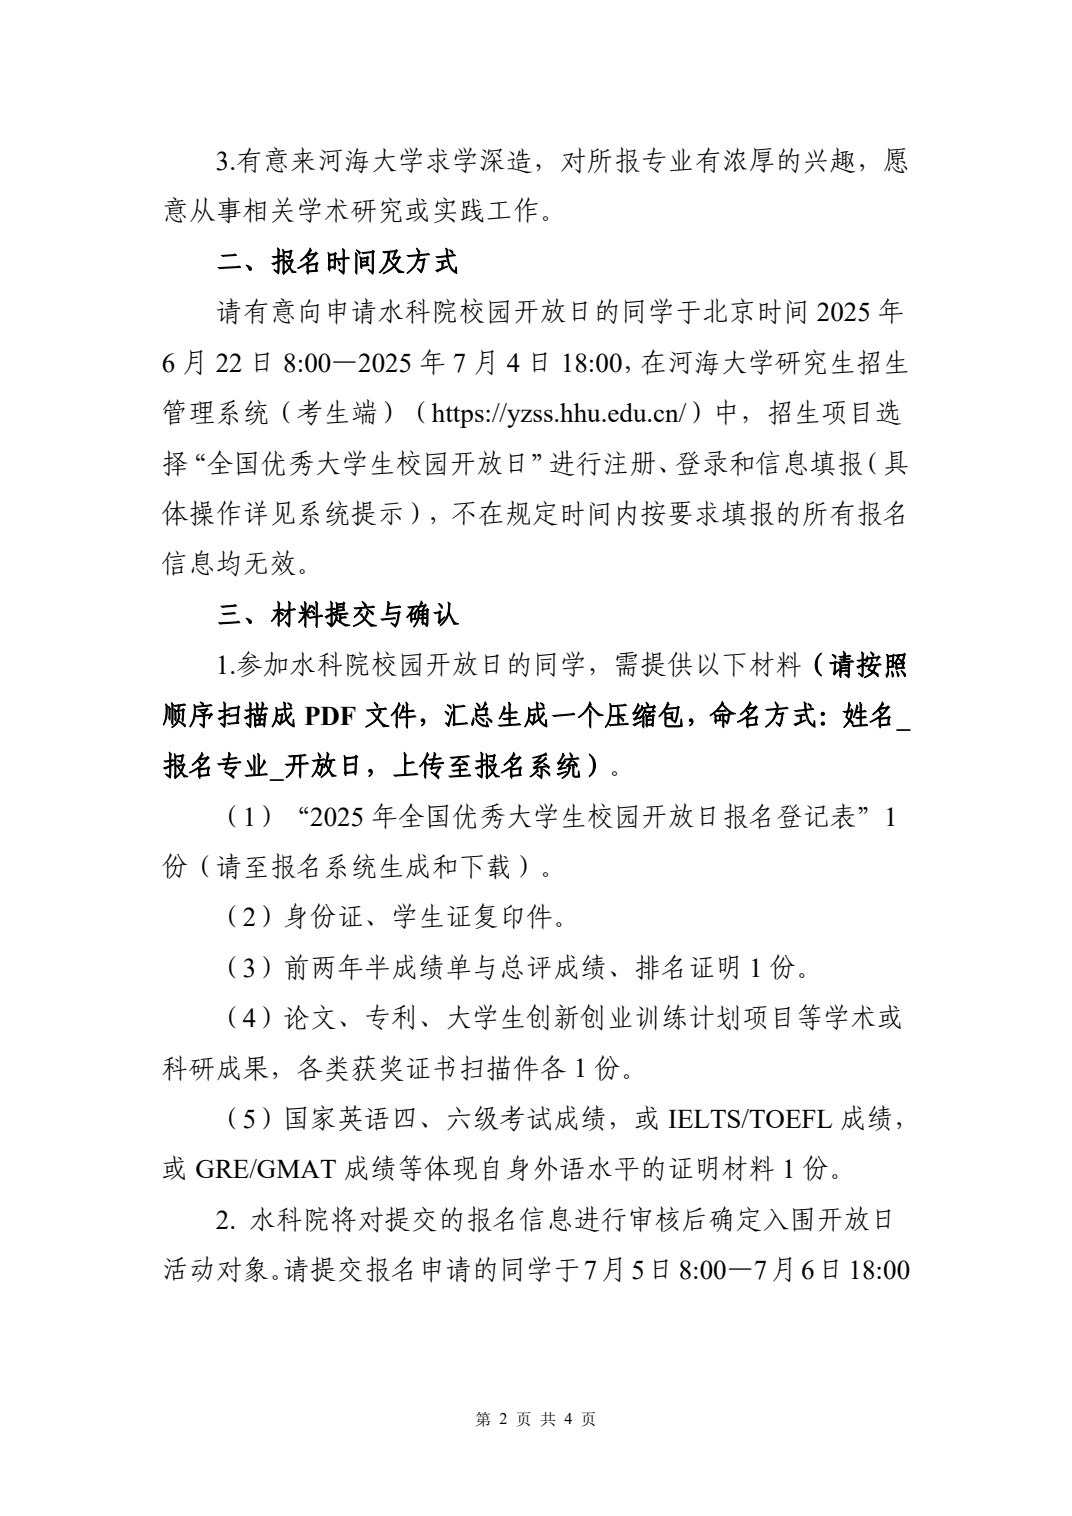 3.有意来河海大学求学深造，对所报专业有浓厚的兴趣，愿
意从事相关学术研究或实践工作。
二、报名时间及方式
请有意向申请水科院校园开放日的同学于北京时间 2025 年
6 月 22 日 8:00—2025 年 7 月 4 日 18:00，在河海大学研究生招生
管理系统（考生端）（https://yzss.hhu.edu.cn/）中，招生项目选
择“全国优秀大学生校园开放日”进行注册、登录和信息填报（具
体操作详见系统提示），不在规定时间内按要求填报的所有报名
信息均无效。
三、材料提交与确认
1.参加水科院校园开放日的同学，需提供以下材料（请按照
顺序扫描成 PDF 文件，汇总生成一个压缩包，命名方式：姓名_
报名专业_开放日，上传至报名系统）。
（1）“2025 年全国优秀大学生校园开放日报名登记表”1
份（请至报名系统生成和下载）。
（2）身份证、学生证复印件。
（3）前两年半成绩单与总评成绩、排名证明 1 份。
（4）论文、专利、大学生创新创业训练计划项目等学术或
科研成果，各类获奖证书扫描件各 1 份。
（5）国家英语四、六级考试成绩，或 IELTS/TOEFL 成绩，
或 GRE/GMAT 成绩等体现自身外语水平的证明材料 1 份。
2. 水科院将对提交的报名信息进行审核后确定入围开放日
活动对象。请提交报名申请的同学于7月5日8:00—7月6日18:00
第 2 页 共 4 页